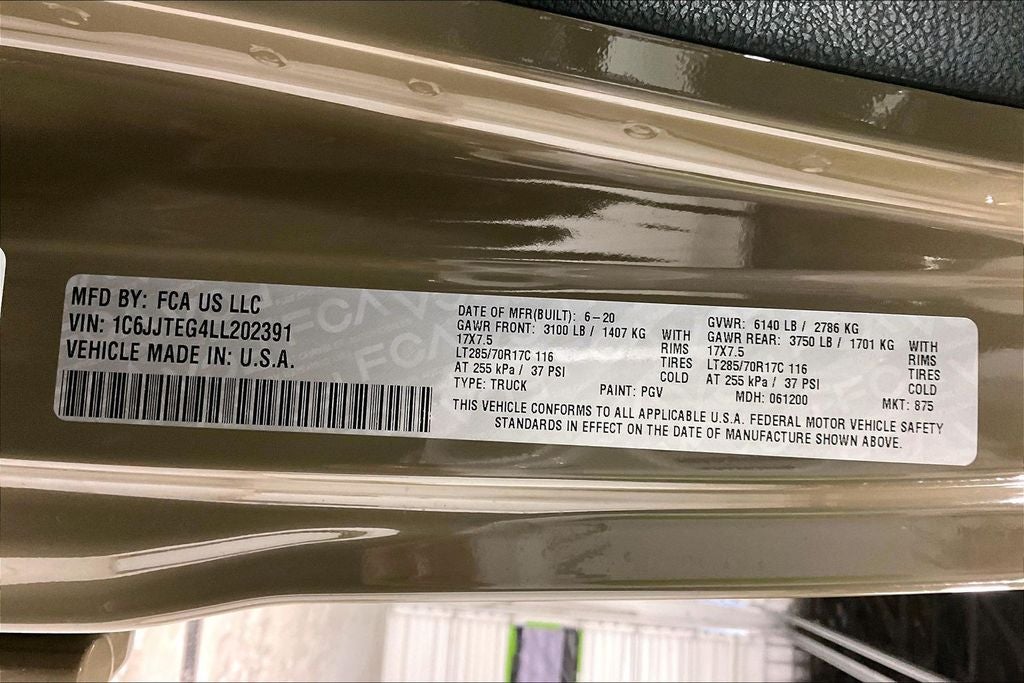 MFD BY: FCA US LLC
VIN: 1C6JJTEG4LL202391
VEHICLE MADE IN: U.S.A.
DATE OF MFR(BUILT): 6-20
GAWR FRONT: 3100 LB / 1407 KG WITH
17X7.5 RIMS
LT285/70R17C 116 TIRES
AT 255 kPa / 37 PSI COLD
TYPE: TRUCK PAINT: PGV
GVWR: 6140 LB / 2786 KG
GAWR REAR: 3750 LB / 1701 KG WITH
17X7.5 RIMS
LT285/70R17C 116 TIRES
AT 255 kPa / 37 PSI COLD
MDH: 061200 MKT: 875
THIS VEHICLE CONFORMS TO ALL APPLICABLE U.S.A. FEDERAL MOTOR VEHICLE SAFETY
STANDARDS IN EFFECT ON THE DATE OF MANUFACTURE SHOWN ABOVE.